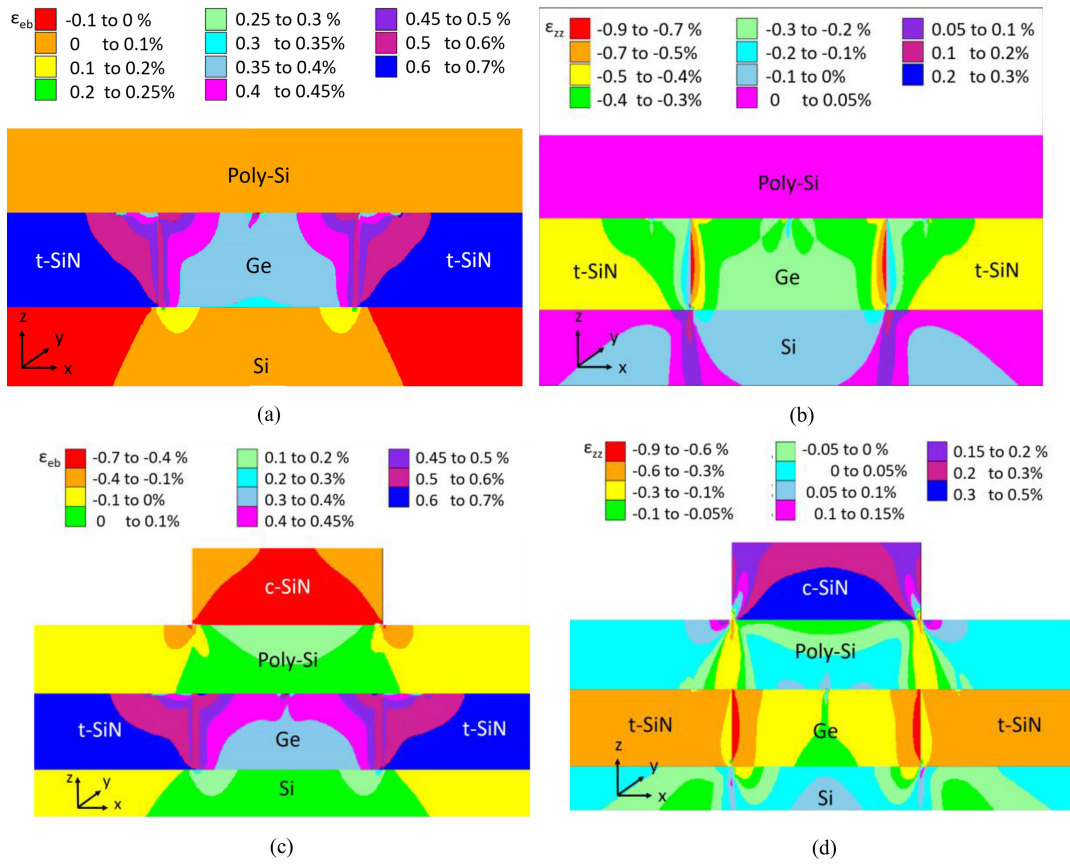 ε_eb -0.1 to 0 % 0.25 to 0.3 % 0.45 to 0.5 %
0 to 0.1% 0.3 to 0.35% 0.5 to 0.6%
0.1 to 0.2% 0.35 to 0.4% 0.6 to 0.7%
0.2 to 0.25% 0.4 to 0.45%
Poly-Si
t-SiN Ge t-SiN
z y x Si
(a)
ε_zz -0.9 to -0.7 % -0.3 to -0.2 % 0.05 to 0.1 %
-0.7 to -0.5% -0.2 to -0.1% 0.1 to 0.2%
-0.5 to -0.4% -0.1 to 0% 0.2 to 0.3%
-0.4 to -0.3% 0 to 0.05%
Poly-Si
t-SiN Ge t-SiN
z y x Si
(b)
ε_eb -0.7 to -0.4 % 0.1 to 0.2 % 0.45 to 0.5 %
-0.4 to -0.1% 0.2 to 0.3% 0.5 to 0.6%
-0.1 to 0% 0.3 to 0.4% 0.6 to 0.7%
0 to 0.1% 0.4 to 0.45%
c-SiN
Poly-Si
t-SiN Ge t-SiN
z y x Si
(c)
ε_zz -0.9 to -0.6 % -0.05 to 0 % 0.15 to 0.2 %
-0.6 to -0.3% 0 to 0.05% 0.2 to 0.3%
-0.3 to -0.1% 0.05 to 0.1% 0.3 to 0.5%
-0.1 to -0.05% 0.1 to 0.15%
c-SiN
Poly-Si
t-SiN Ge t-SiN
z y x Si
(d)